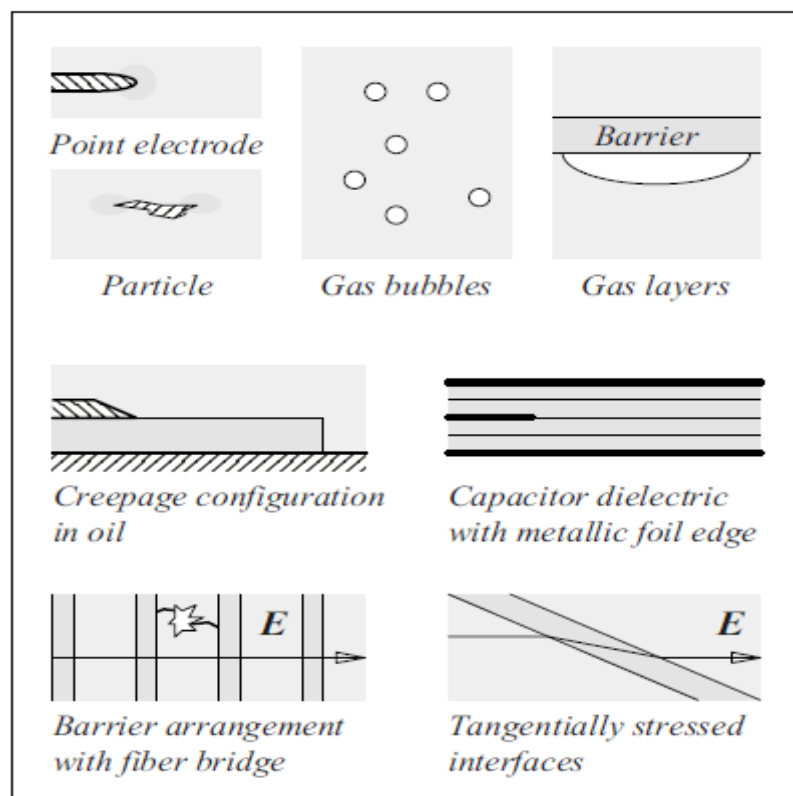 Point electrode
Particle
Gas bubbles
Barrier
Gas layers
Creepage configuration
in oil
Capacitor dielectric
with metallic foil edge
E
Barrier arrangement
with fiber bridge
E
Tangentially stressed
interfaces